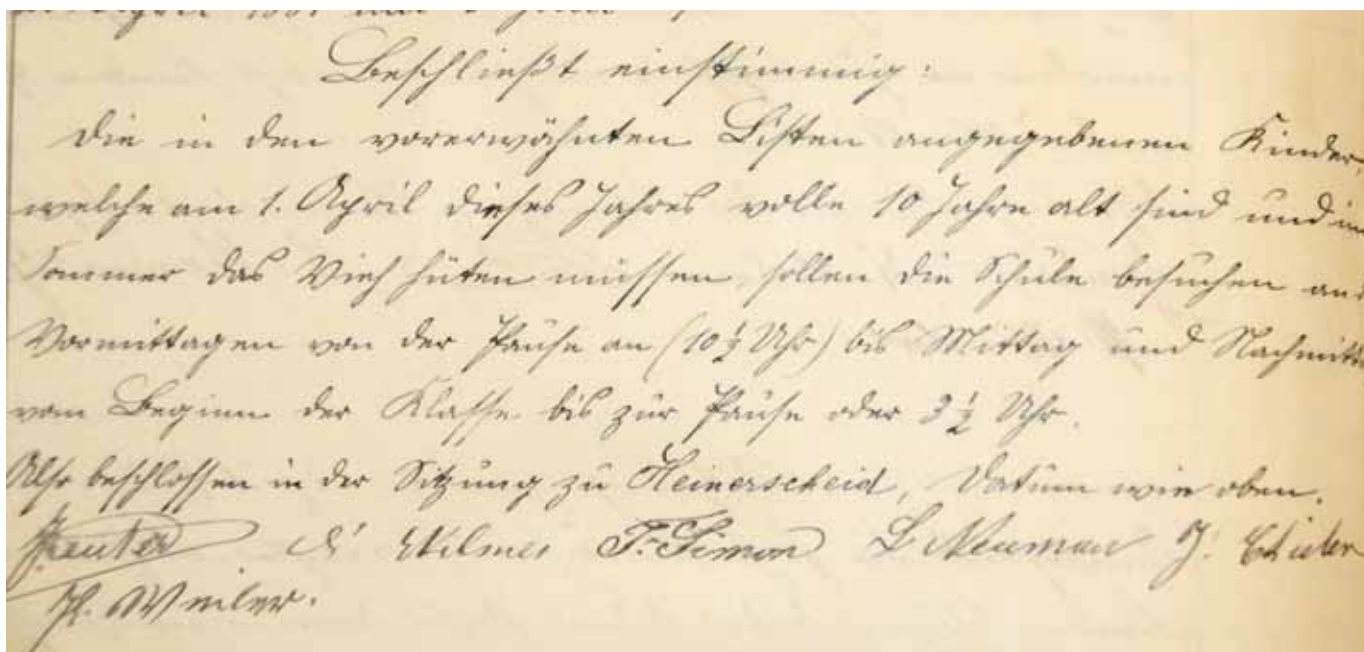 Beschließt einstimmig:
Die in den vorerwähnten Listen angegebenen Kinder,
welche am 1. April dieses Jahres volle 10 Jahre alt sind und im
Sommer das Vieh hüten müssen, sollen die Schule besuchen an
Vormittagen von der Pause an (10½ Uhr) bis Mittag und Nachmitt
vom Beginn der Klasse bis zur Pause oder 3½ Uhr.
Also beschlossen in der Sitzung zu Heinerscheid, Datum wie oben.
Reuter Wilmes F. Simon L Neuman J.
Weiler.